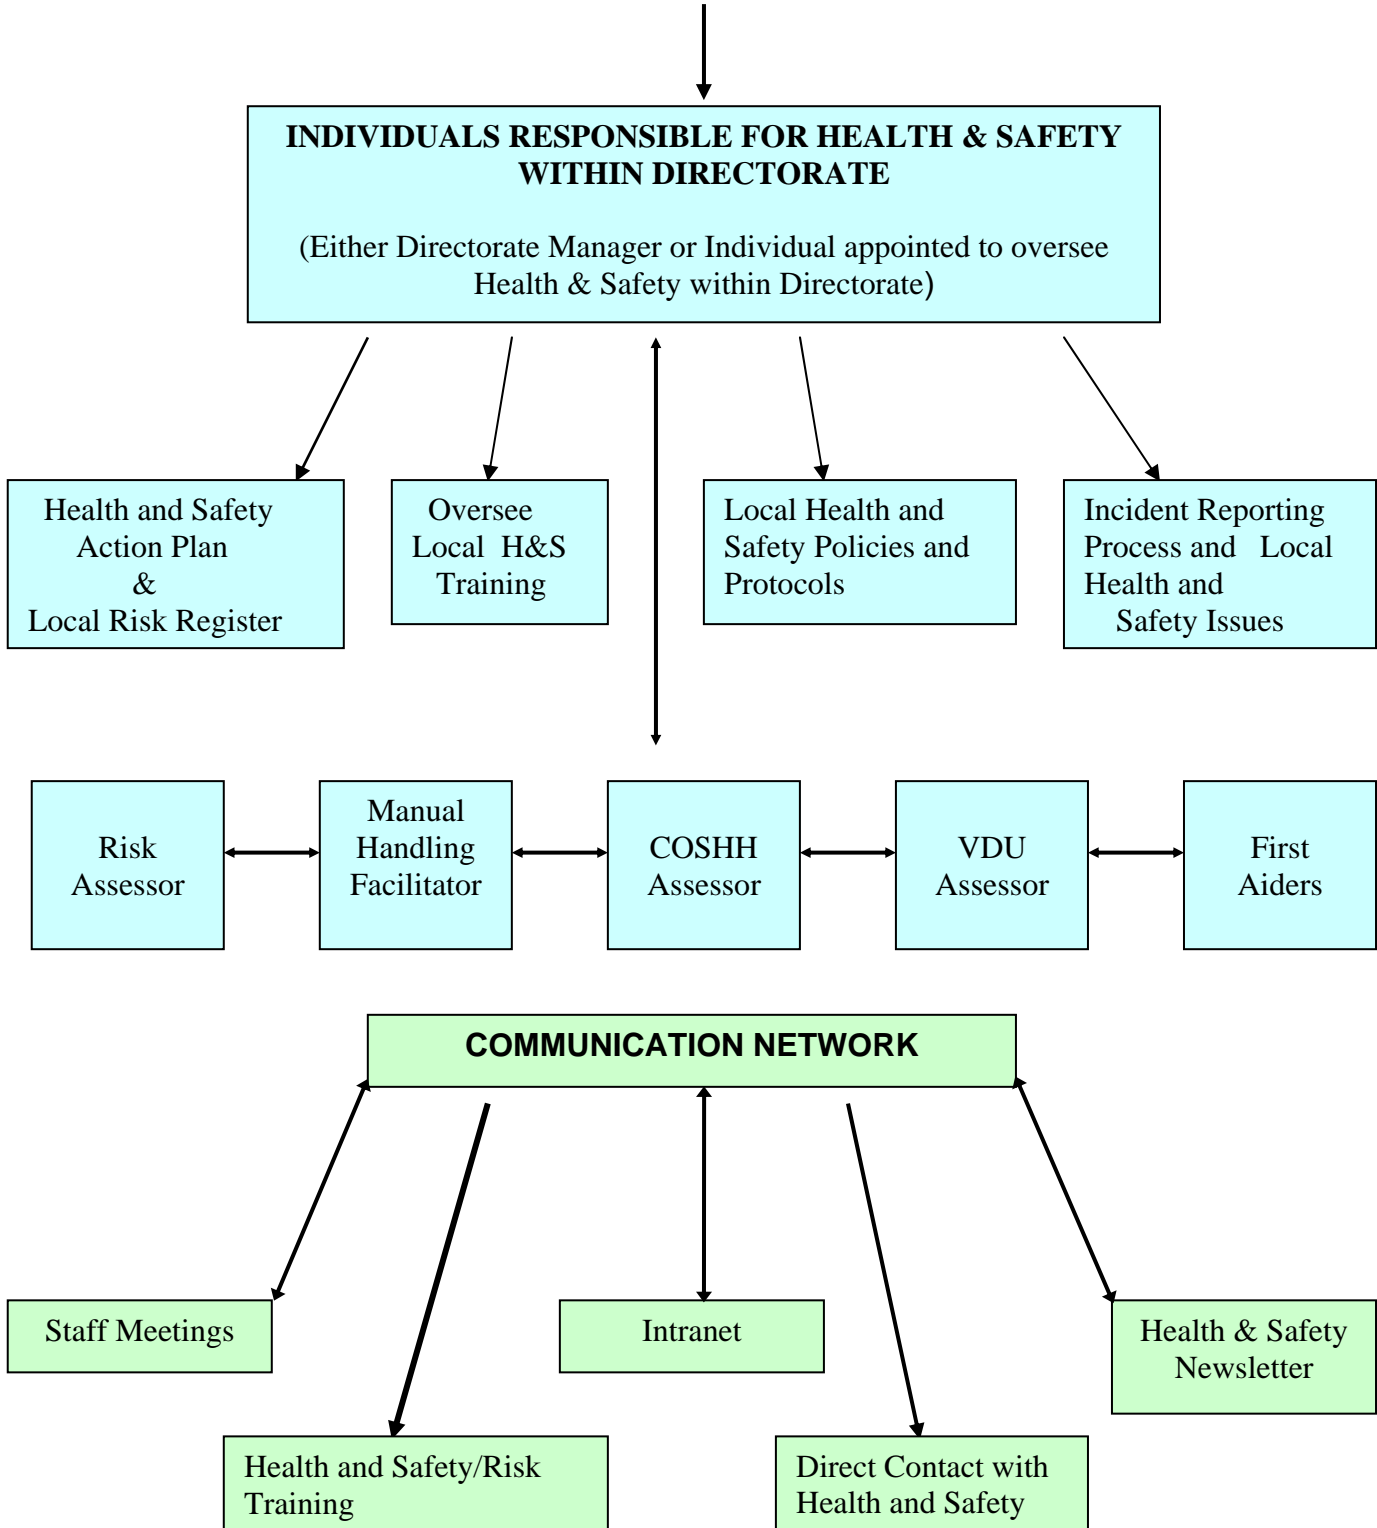 INDIVIDUALS RESPONSIBLE FOR HEALTH & SAFETY
WITHIN DIRECTORATE
(Either Directorate Manager or Individual appointed to oversee
Health & Safety within Directorate)
Health and Safety
Action Plan
&
Local Risk Register
Oversee
Local H&S
Training
Local Health and
Safety Policies and
Protocols
Incident Reporting
Process and Local
Health and
Safety Issues
Risk
Assessor
Manual
Handling
Facilitator
COSHH
Assessor
VDU
Assessor
First
Aiders
COMMUNICATION NETWORK
Staff Meetings
Intranet
Health & Safety
Newsletter
Health and Safety/Risk
Training
Direct Contact with
Health and Safety